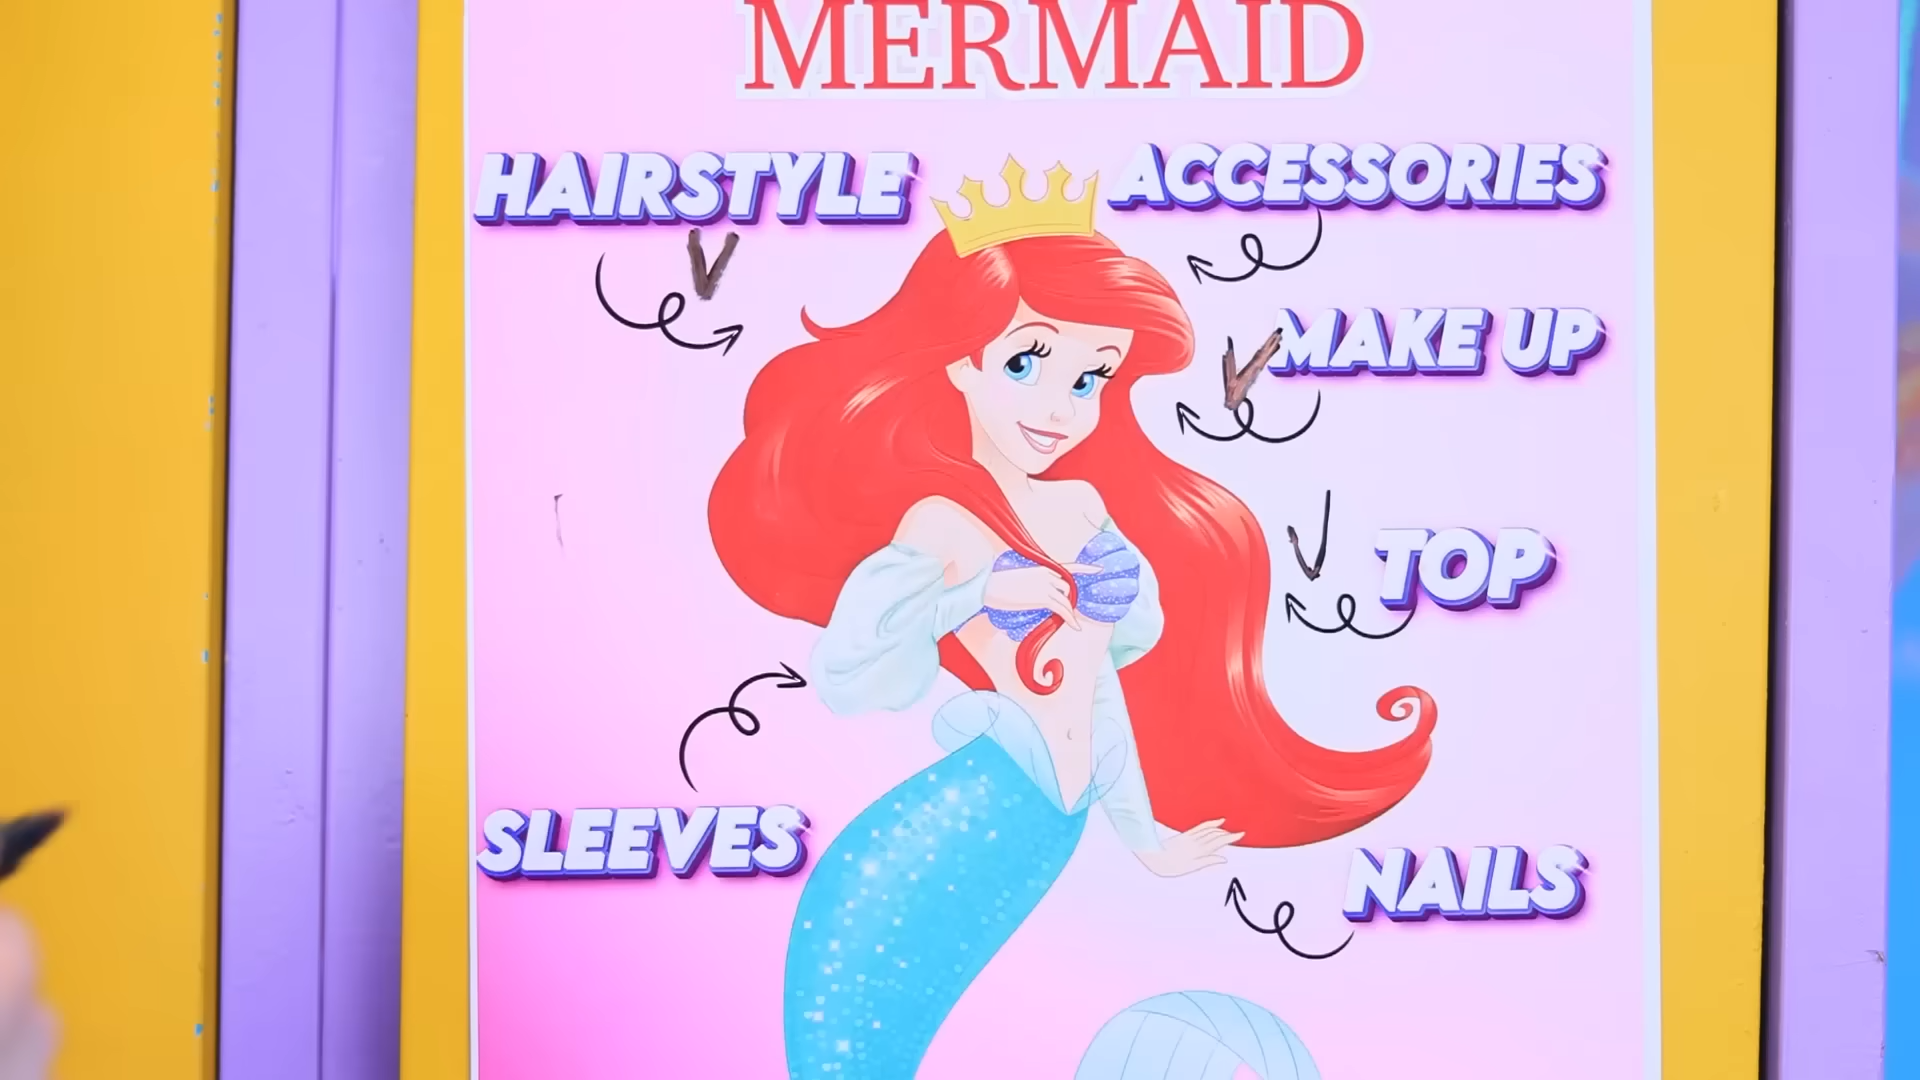 MERMAID
HAIRSTYLE
ACCESSORIES
MAKE UP
TOP
SLEEVES
NAILS